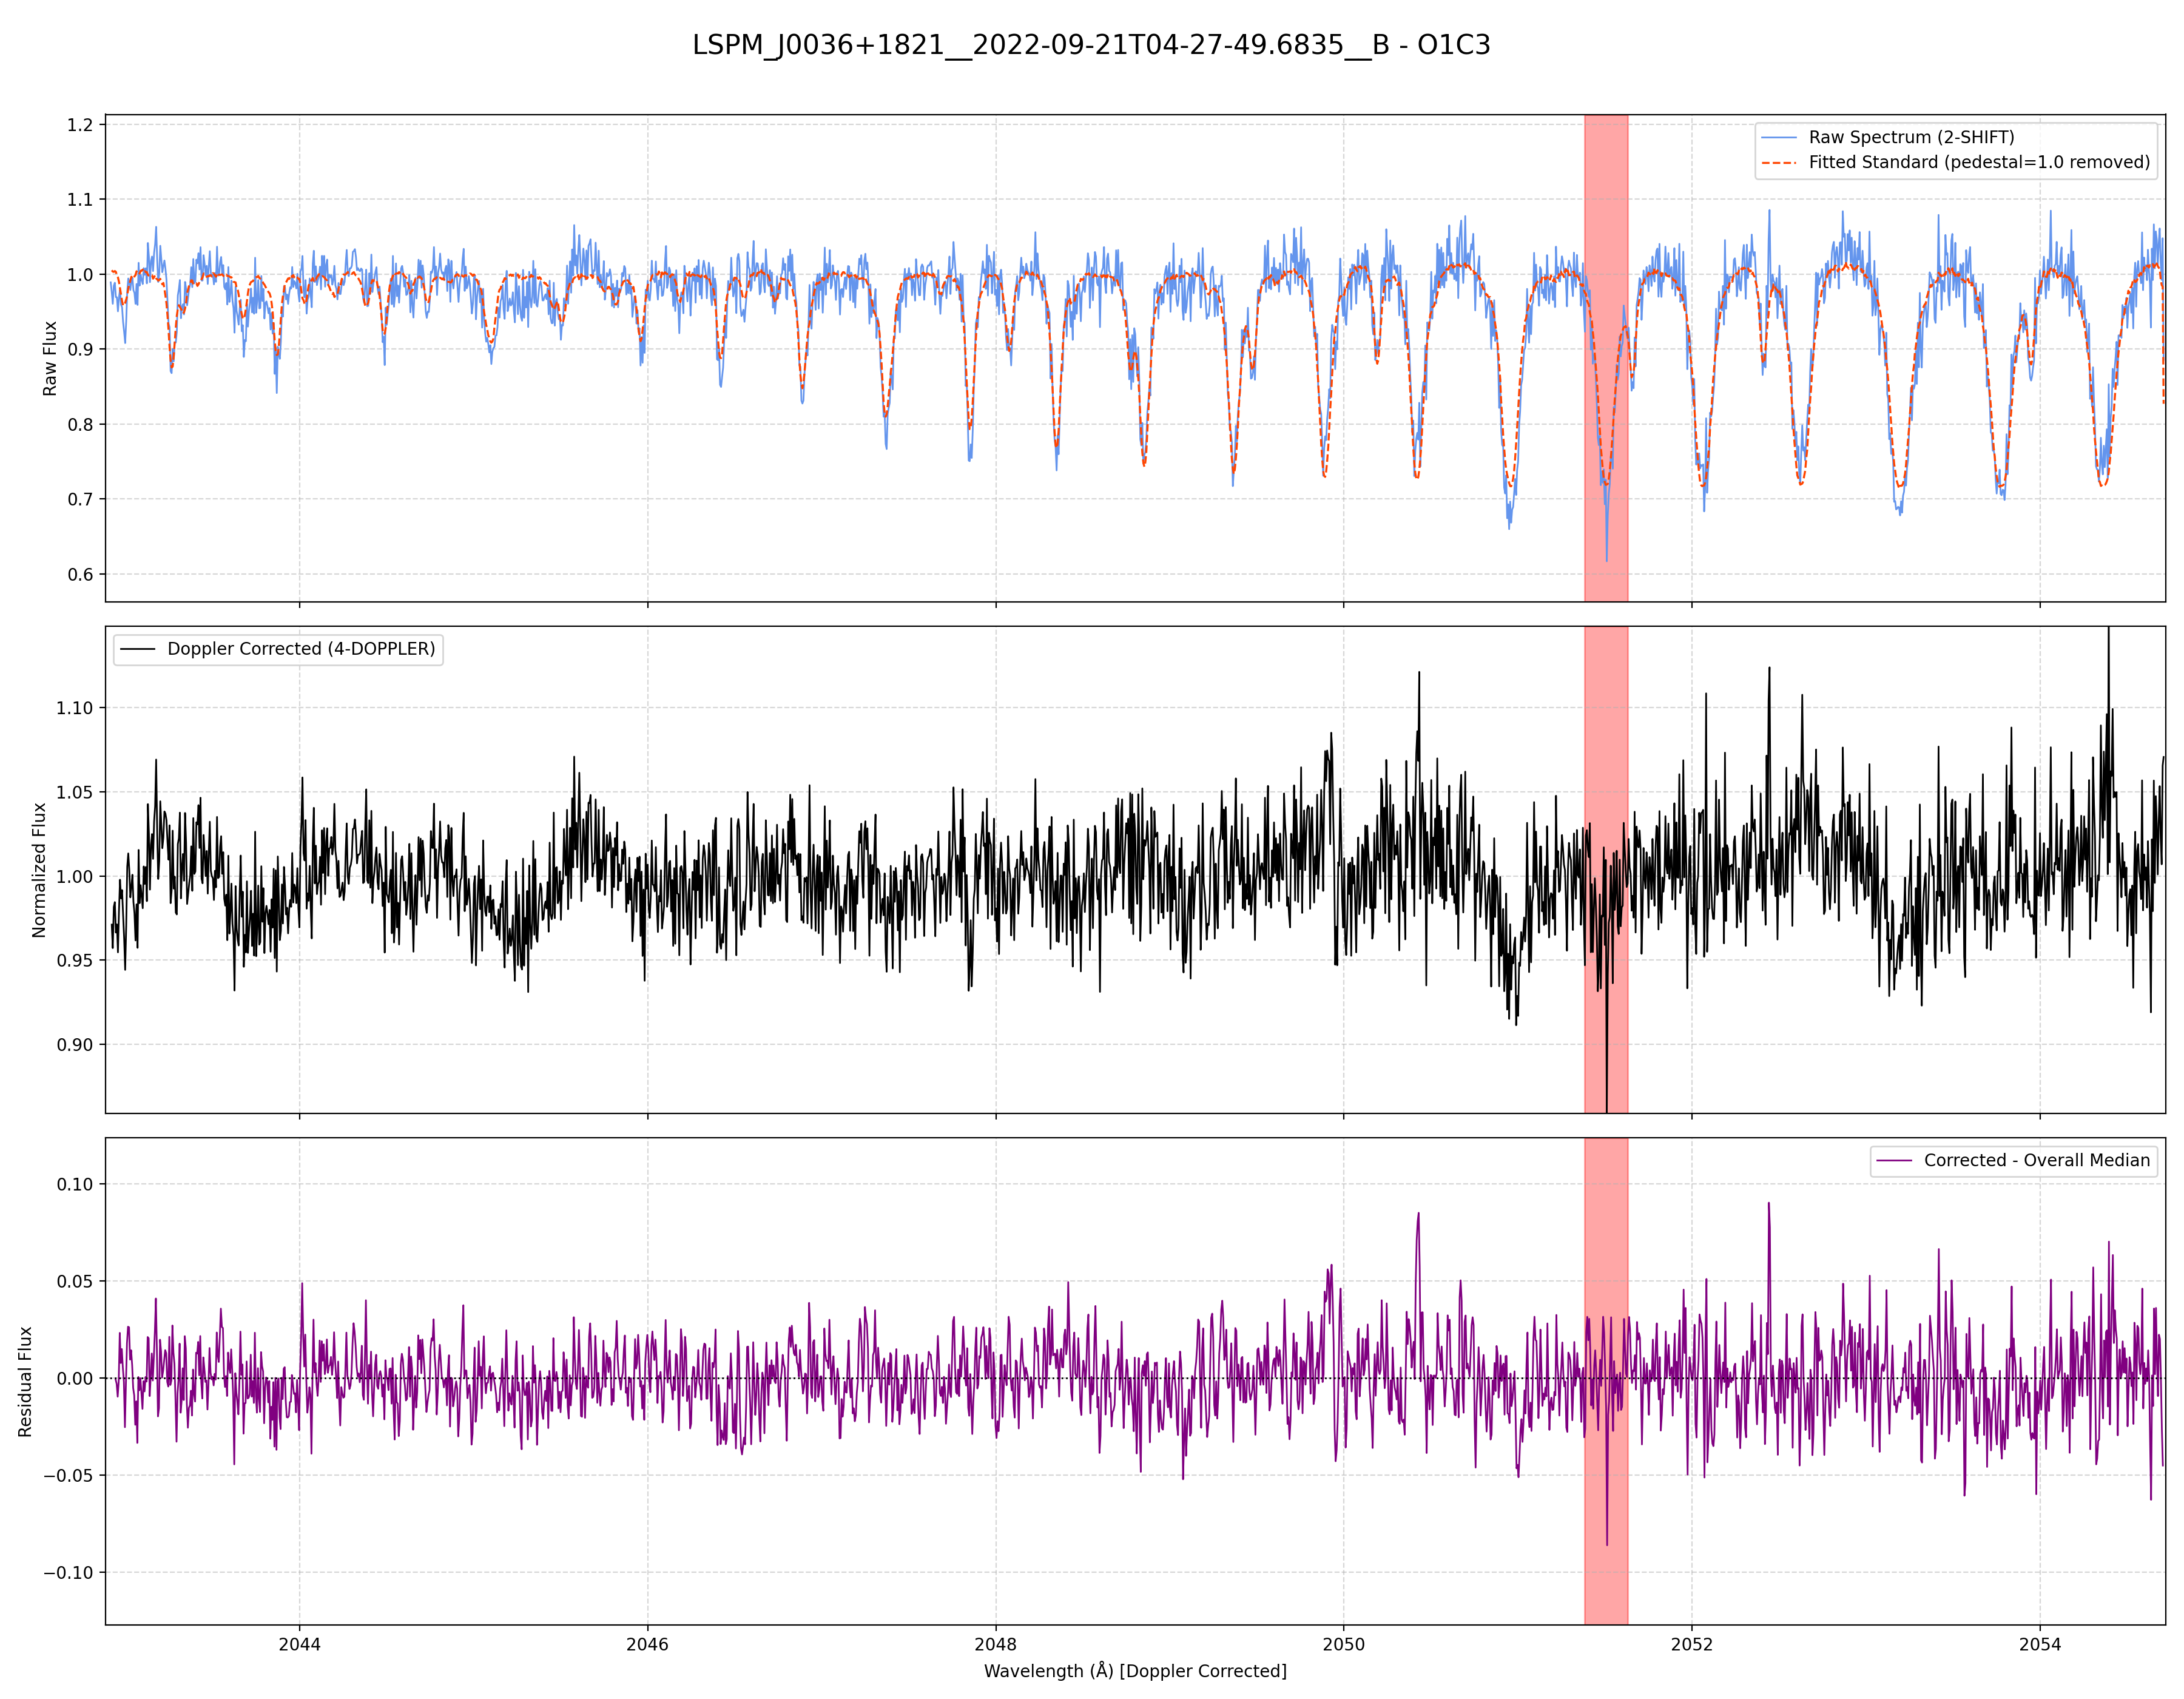 LSPM_J0036+1821__2022-09-21T04-27-49.6835__B - O1C3
Raw Spectrum (2-SHIFT)
Fitted Standard (pedestal=1.0 removed)
1.2
1.1
1.0
0.9
0.8
0.7
0.6
Raw Flux
Doppler Corrected (4-DOPPLER)
1.10
1.05
1.00
0.95
0.90
Normalized Flux
Corrected - Overall Median
0.10
0.05
0.00
−0.05
−0.10
Residual Flux
2044 2046 2048 2050 2052 2054
Wavelength (Å) [Doppler Corrected]